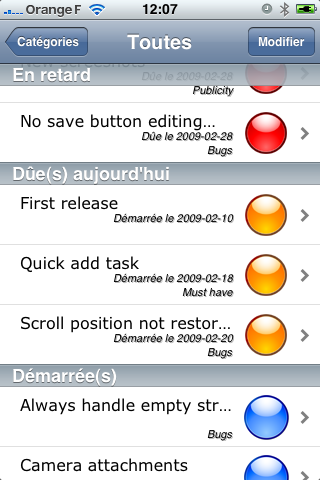 Orange F 12:07
Catégories Toutes Modifier
New screenshots
En retard
Dûe le 2009-02-28
Publicity
No save button editing...
Dûe le 2009-02-28
Bugs
Dûe(s) aujourd'hui
First release
Démarrée le 2009-02-10
Quick add task
Démarrée le 2009-02-18
Must have
Scroll position not restor...
Démarrée le 2009-02-20
Bugs
Démarrée(s)
Always handle empty str...
Bugs
Camera attachments